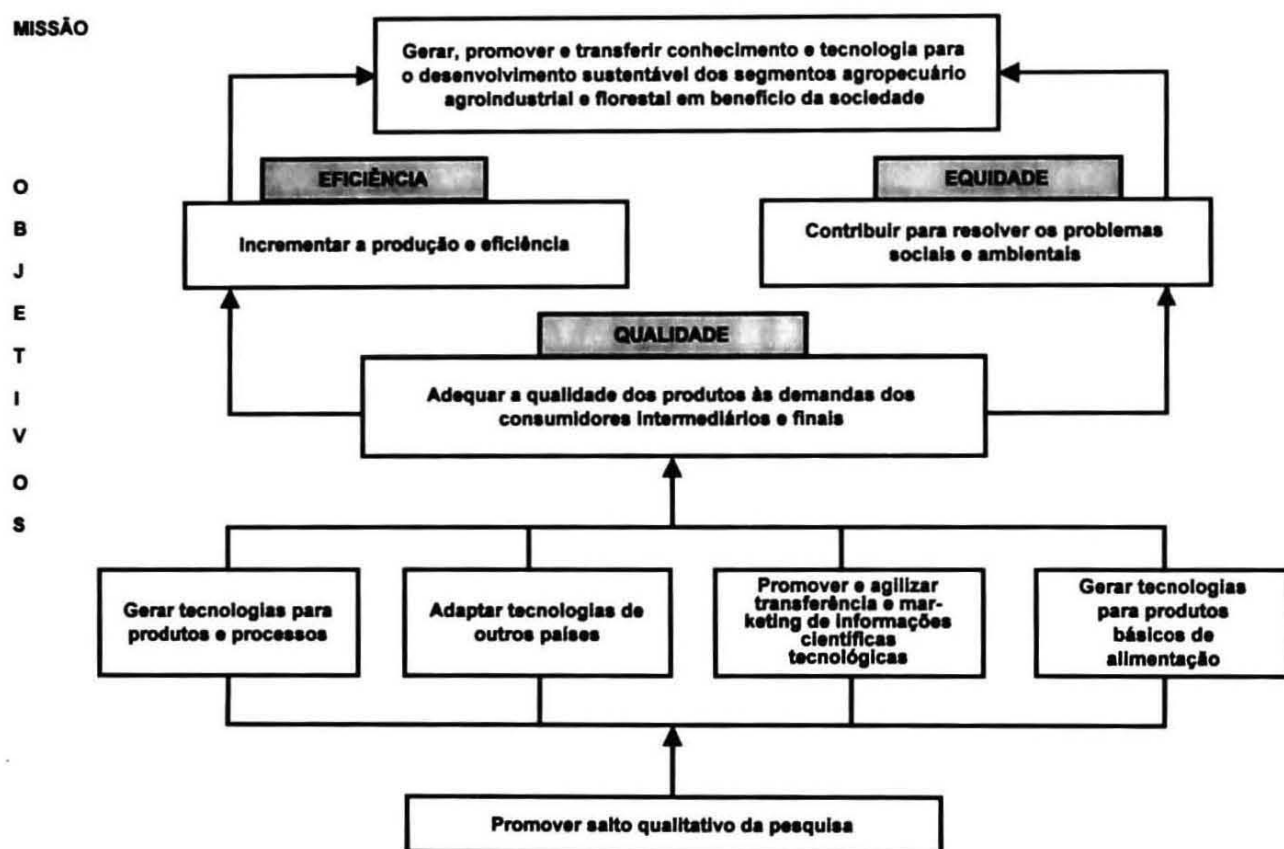 MISSÃO
Gerar, promover e transferir conhecimento e tecnologia para
o desenvolvimento sustentável dos segmentos agropecuário
agroindustrial e florestal em benefício da sociedade
OBJETIVOS
EFICIÊNCIA
Incrementar a produção e eficiência
EQUIDADE
Contribuir para resolver os problemas
sociais e ambientais
QUALIDADE
Adequar a qualidade dos produtos às demandas dos
consumidores intermediários e finais
Gerar tecnologias para
produtos e processos
Adaptar tecnologias de
outros países
Promover e agilizar
transferência e mar-
keting de informações
científicas
tecnológicas
Gerar tecnologias
para produtos
básicos de
alimentação
Promover salto qualitativo da pesquisa